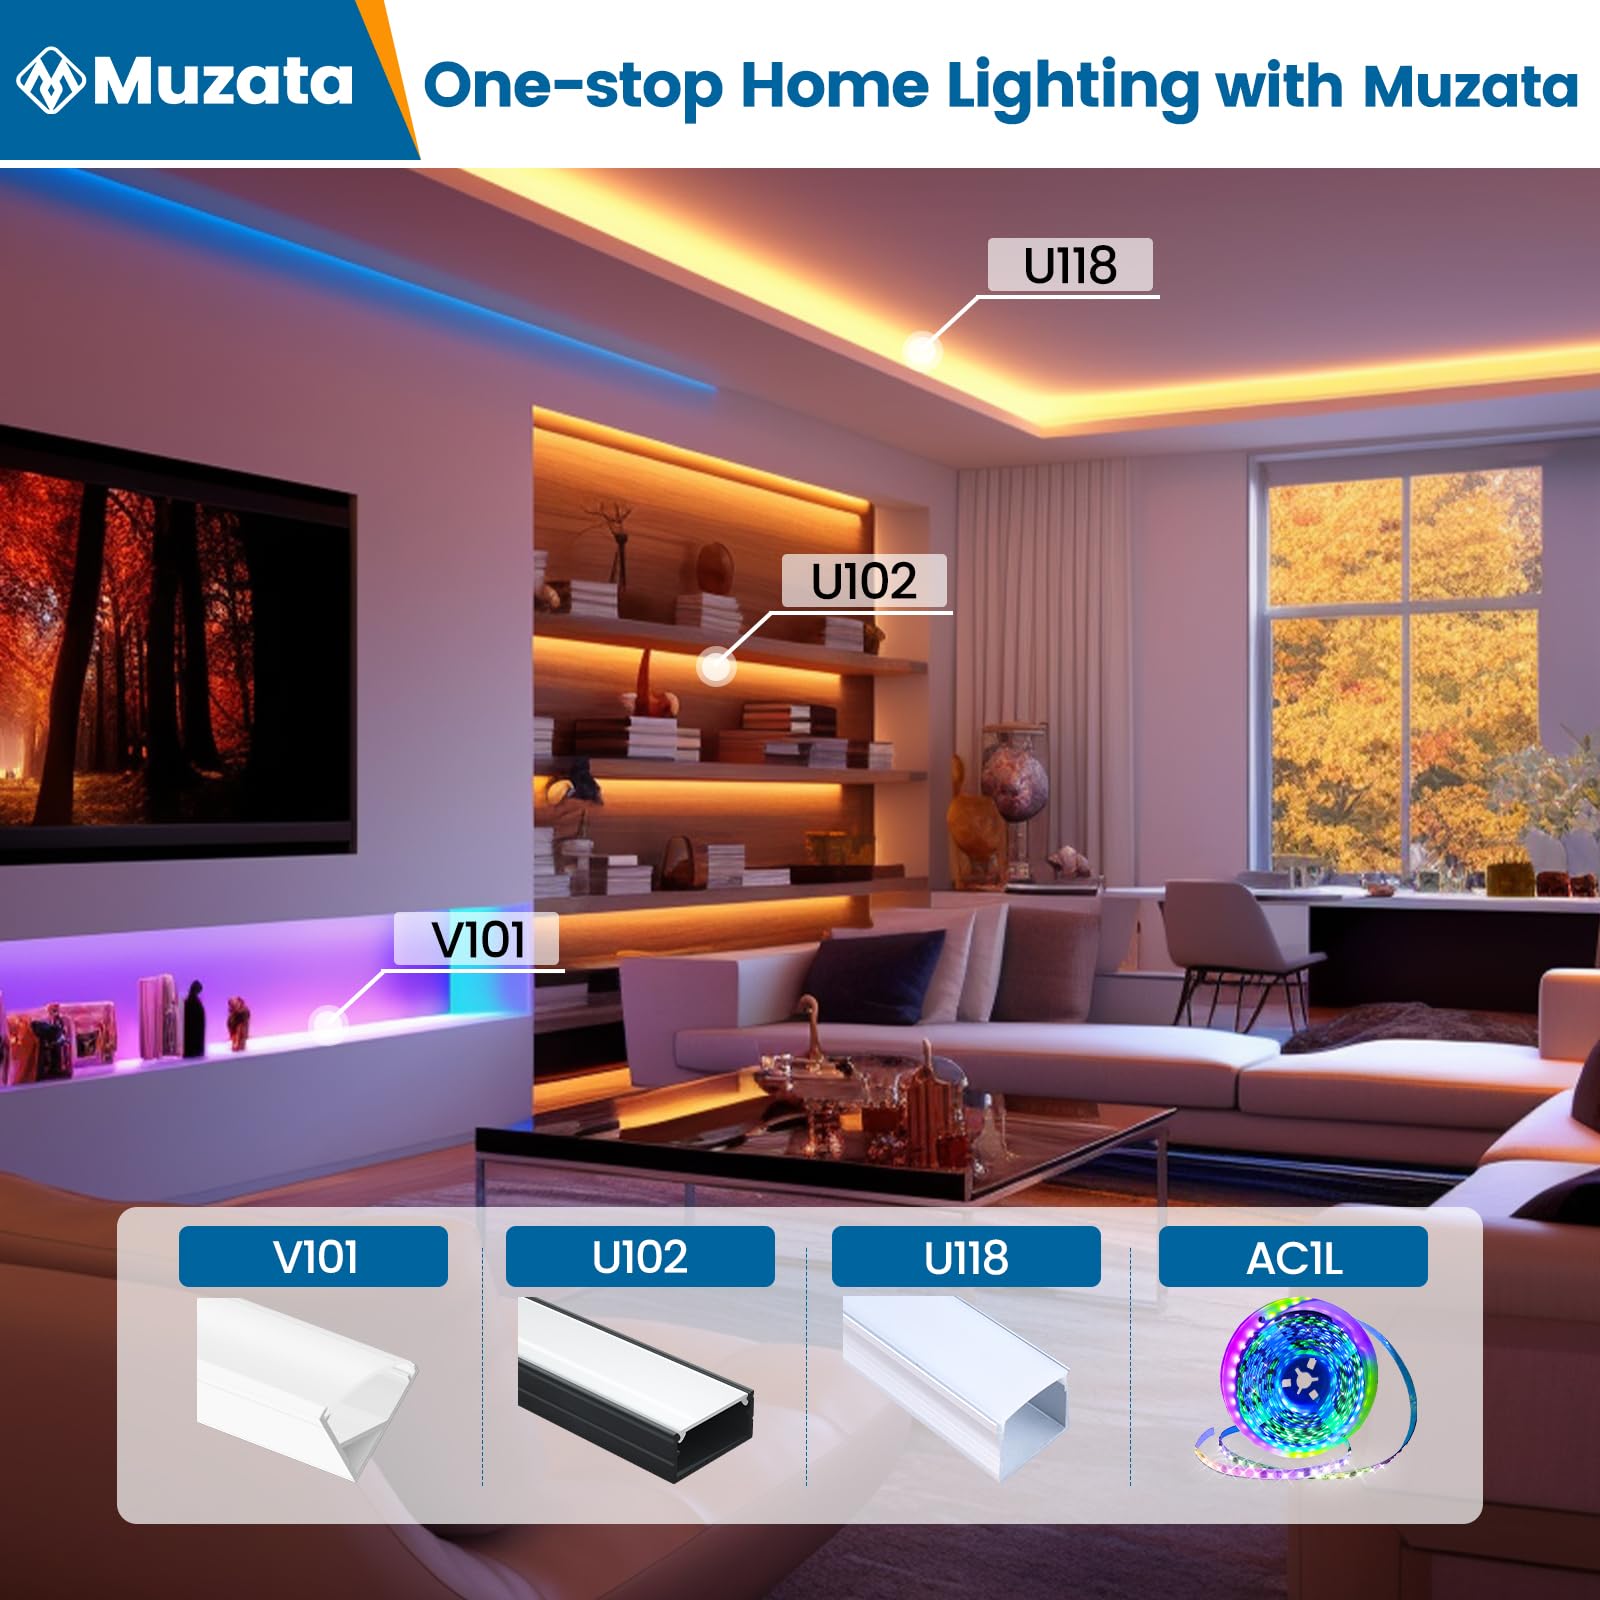 Muzata
One-stop Home Lighting with Muzata
U118
U102
V101
V101
U102
U118
AC1L